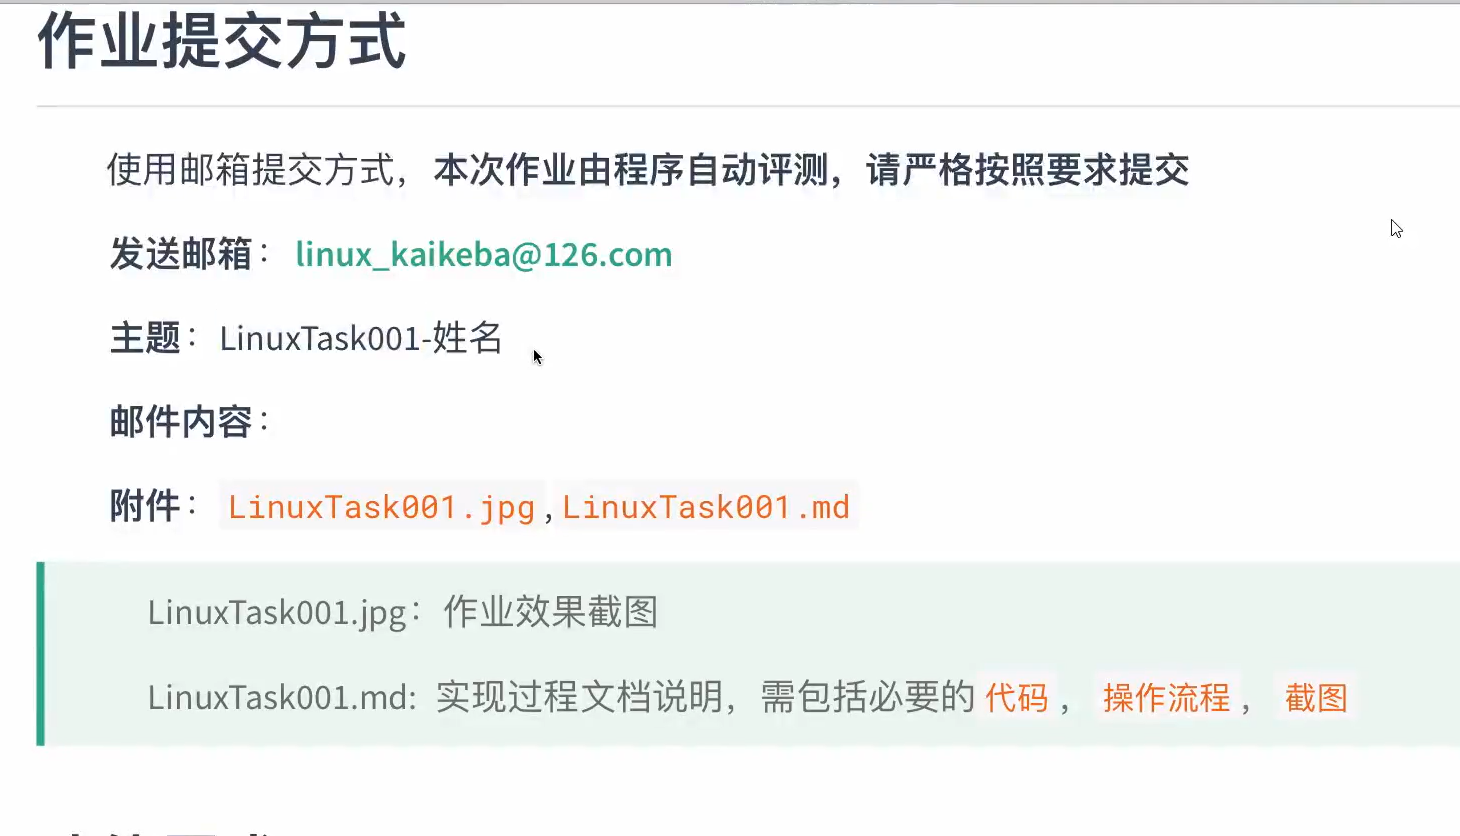 作业提交方式
使用邮箱提交方式，本次作业由程序自动评测，请严格按照要求提交
发送邮箱：linux_kaikeba@126.com
主题：LinuxTask001-姓名
邮件内容：
附件：LinuxTask001.jpg,LinuxTask001.md
LinuxTask001.jpg：作业效果截图
LinuxTask001.md：实现过程文档说明，需包括必要的 代码， 操作流程， 截图